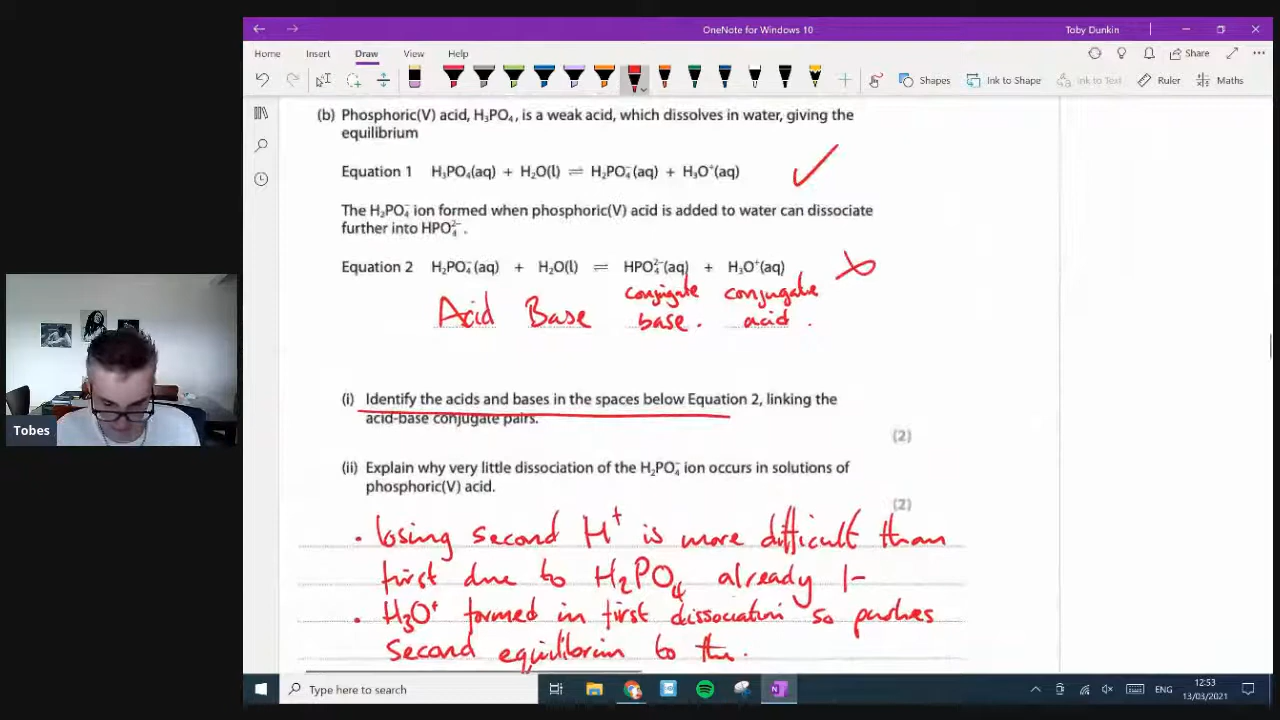 OneNote for Windows 10
Toby Dunkin
Home Insert Draw View Help
Share
Shapes Ink to Shape Ink to Text Ruler Maths
(b) Phosphoric(V) acid, H₃PO₄, is a weak acid, which dissolves in water, giving the
equilibrium
Equation 1 H₃PO₄(aq) + H₂O(l) ⇌ H₂PO₄⁻(aq) + H₃O⁺(aq)
The H₂PO₄⁻ ion formed when phosphoric(V) acid is added to water can dissociate
further into HPO₄²⁻.
Equation 2 H₂PO₄⁻(aq) + H₂O(l) ⇌ HPO₄²⁻(aq) + H₃O⁺(aq)
conjugate conjugate
Acid Base base. acid.
(i) Identify the acids and bases in the spaces below Equation 2, linking the
acid-base conjugate pairs.
(2)
Tobes
(ii) Explain why very little dissociation of the H₂PO₄⁻ ion occurs in solutions of
phosphoric(V) acid.
(2)
• losing second H⁺ is more difficult than
first due to H₂PO₄ already 1-
• H₃O⁺ formed in first dissociation so pushes
second equilibrium to the.
Type here to search
ENG
12:53
13/03/2021